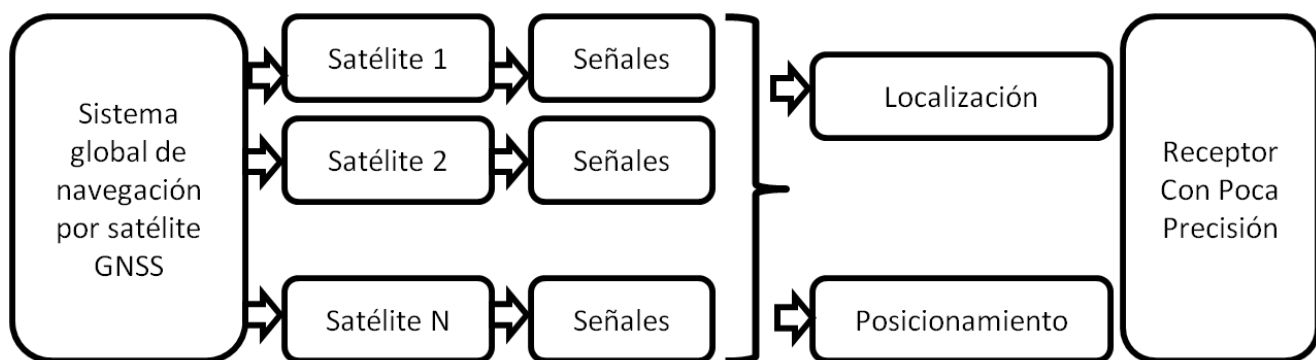 Sistema
global de
navegación
por satélite
GNSS
Satélite 1
Señales
Satélite 2
Señales
Satélite N
Señales
Localización
Posicionamiento
Receptor
Con Poca
Precisión